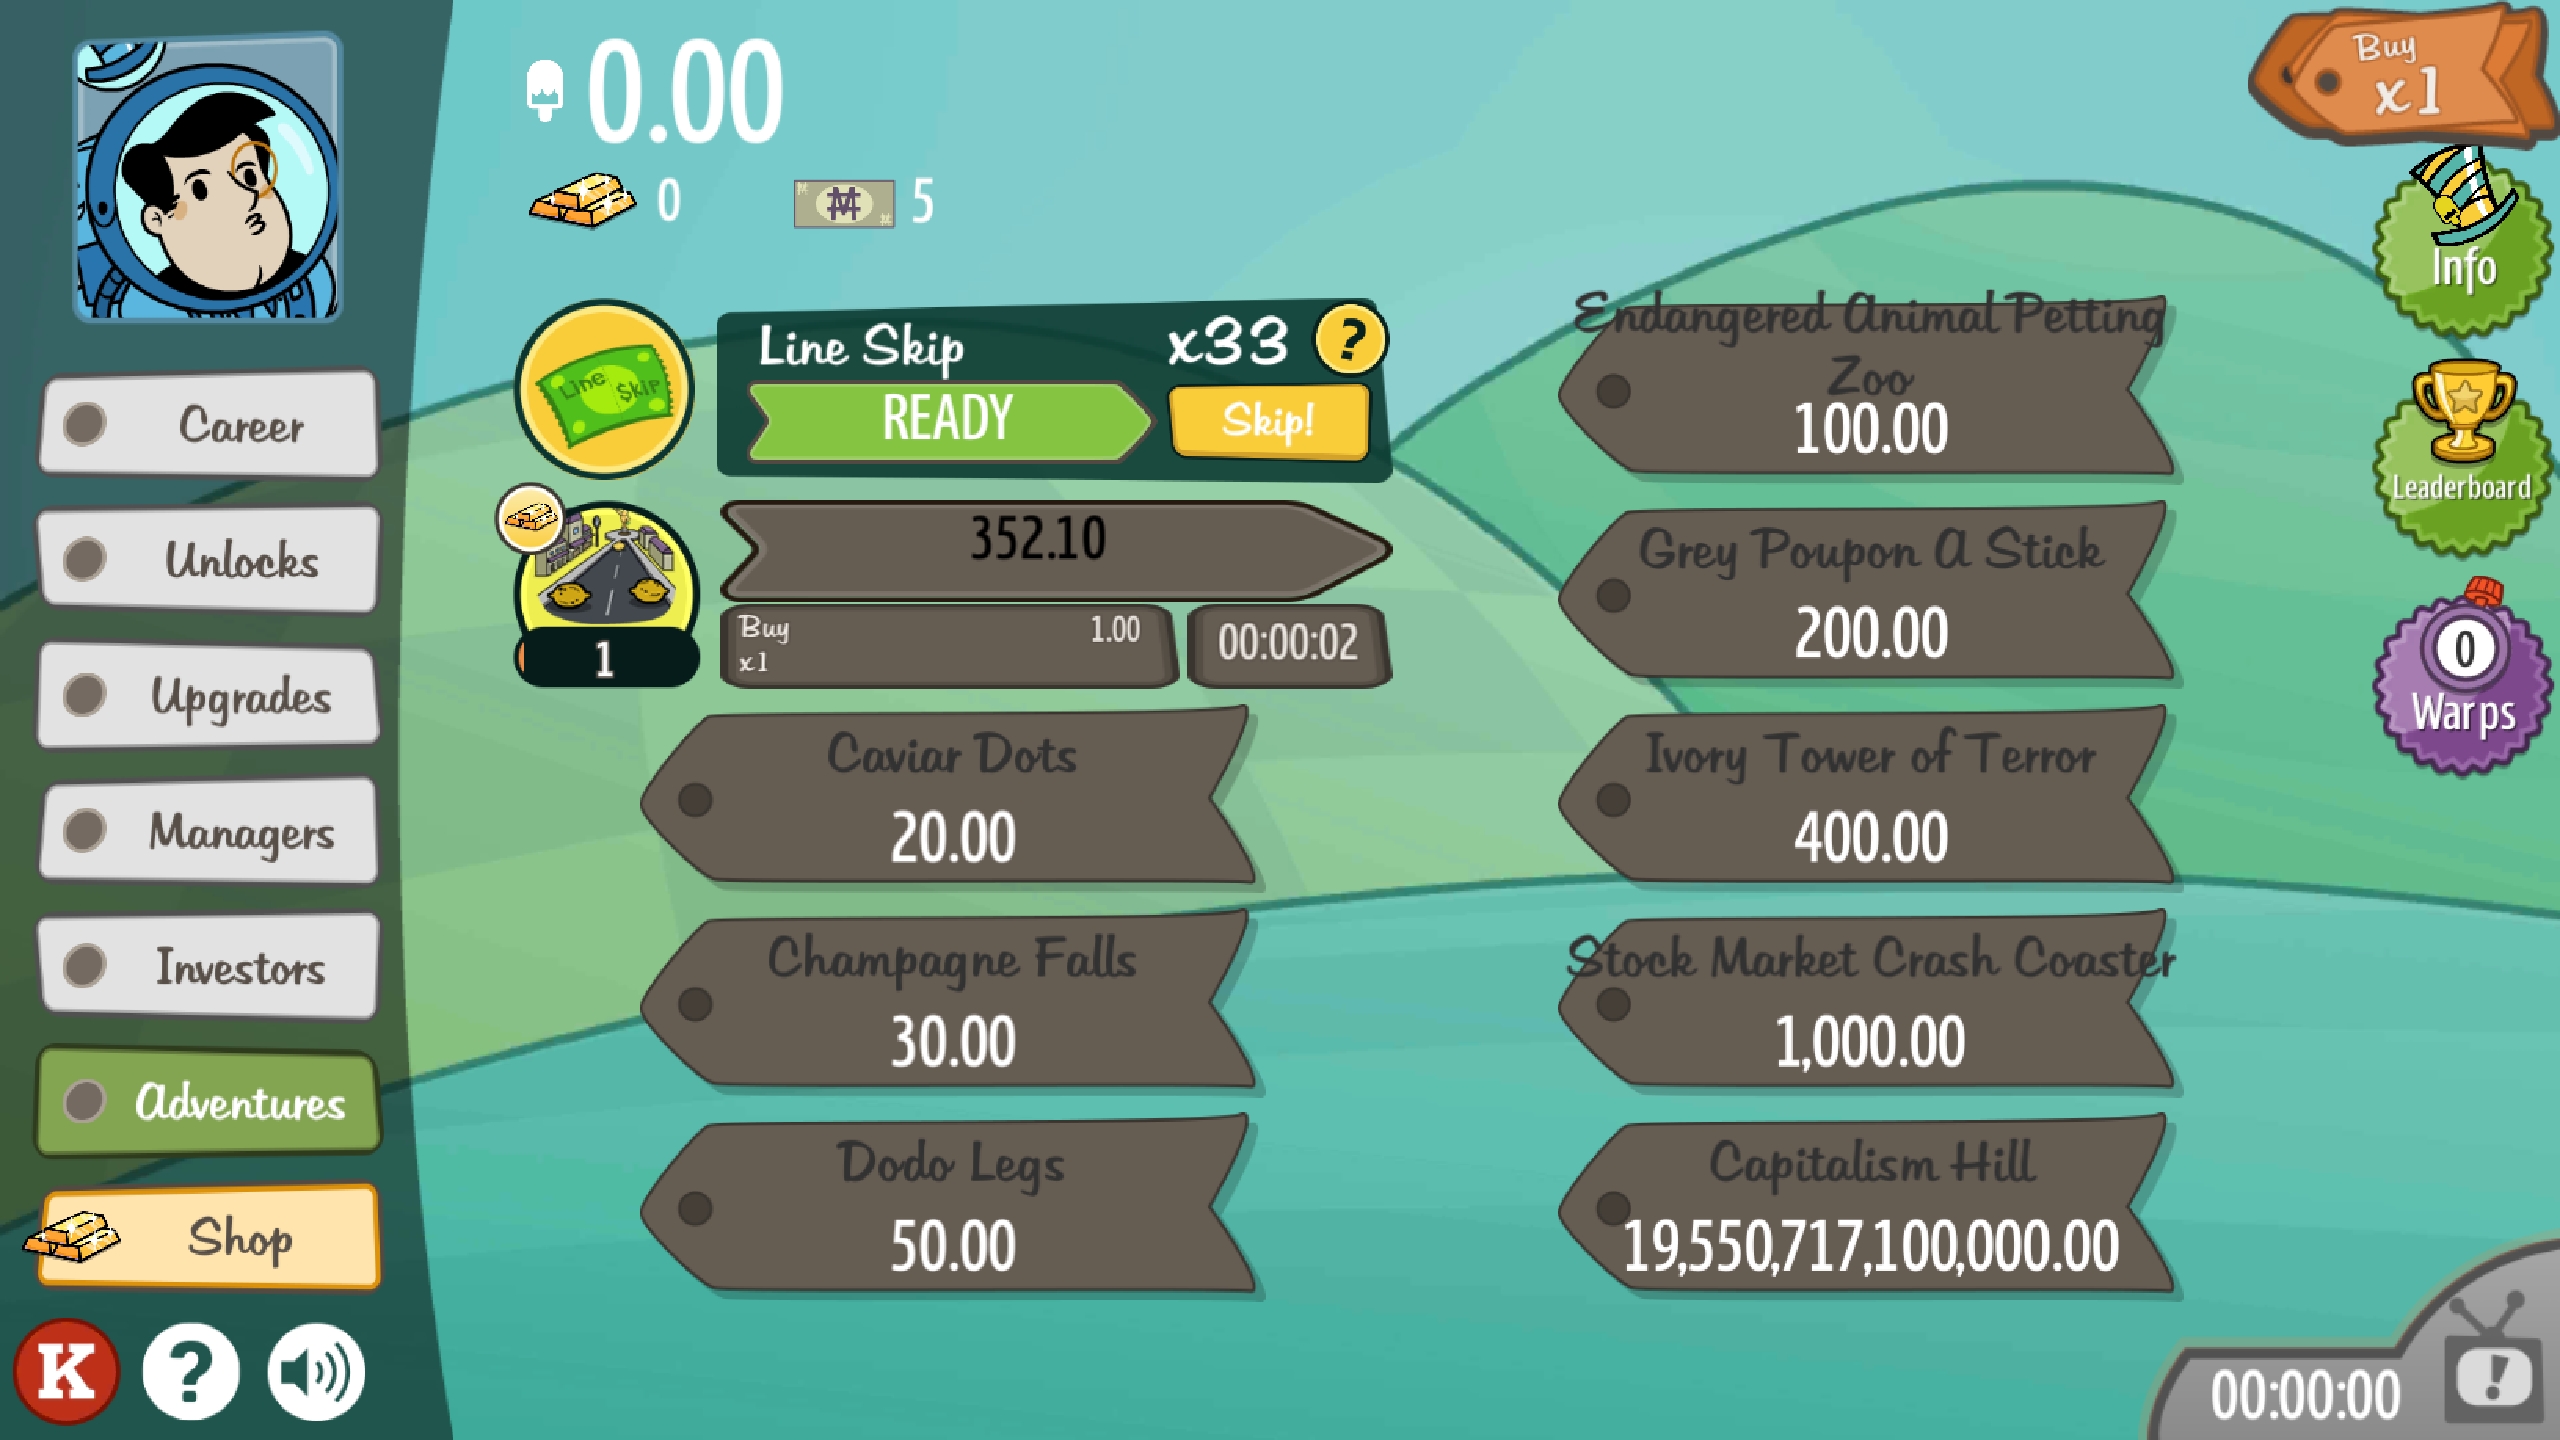 0.00
0
5
Buy
x1
Info
Leaderboard
0
Warps
Career
Unlocks
Upgrades
Managers
Investors
Adventures
Shop
K
?
Line $kip
Line Skip
x33
?
READY
Skip!
352.10
1
Buy
x1
1.00
00:00:02
Caviar Dots
20.00
Champagne Falls
30.00
Dodo Legs
50.00
Endangered Animal Petting
Zoo
100.00
Grey Poupon A Stick
200.00
Ivory Tower of Terror
400.00
Stock Market Crash Coaster
1,000.00
Capitalism Hill
19,550,717,100,000.00
00:00:00
!